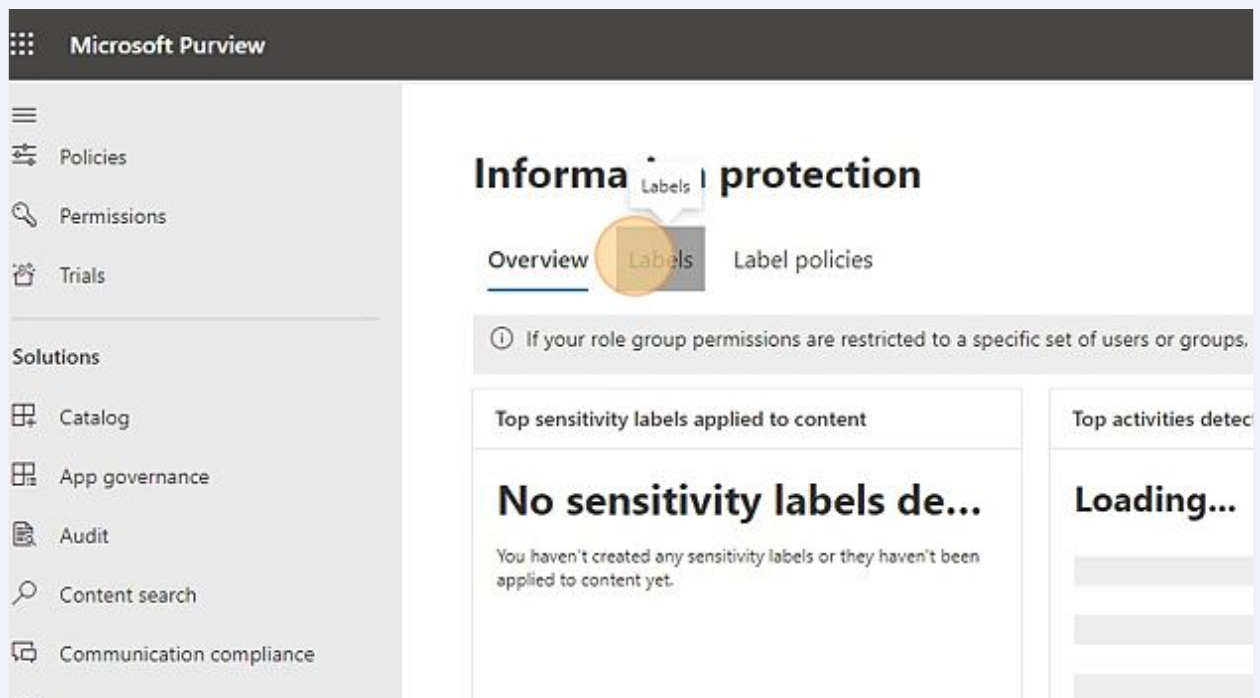 Microsoft Purview
Policies
Permissions
Trials
Solutions
Catalog
App governance
Audit
Content search
Communication compliance
Informa protection
Labels
Overview
Labels
Label policies
If your role group permissions are restricted to a specific set of users or groups,
Top sensitivity labels applied to content
No sensitivity labels de...
You haven't created any sensitivity labels or they haven't been
applied to content yet.
Top activities detec
Loading...